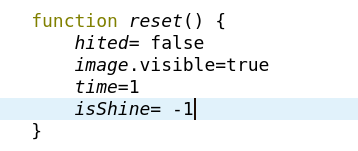 function reset() {
    hited= false
    image.visible=true
    time=1
    isShine= -1
}